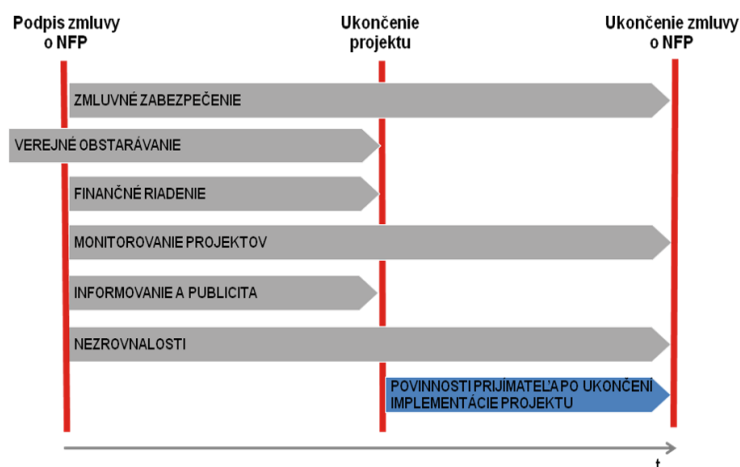 Podpis zmluvy
o NFP
Ukončenie
projektu
Ukončenie zmluvy
o NFP
ZMLUVNÉ ZABEZPEČENIE
VEREJNÉ OBSTARÁVANIE
FINANČNÉ RIADENIE
MONITOROVANIE PROJEKTOV
INFORMOVANIE A PUBLICITA
NEZROVNALOSTI
POVINNOSTI PRIJÍMATEĽA PO UKONČENÍ
IMPLEMENTÁCIE PROJEKTU
t